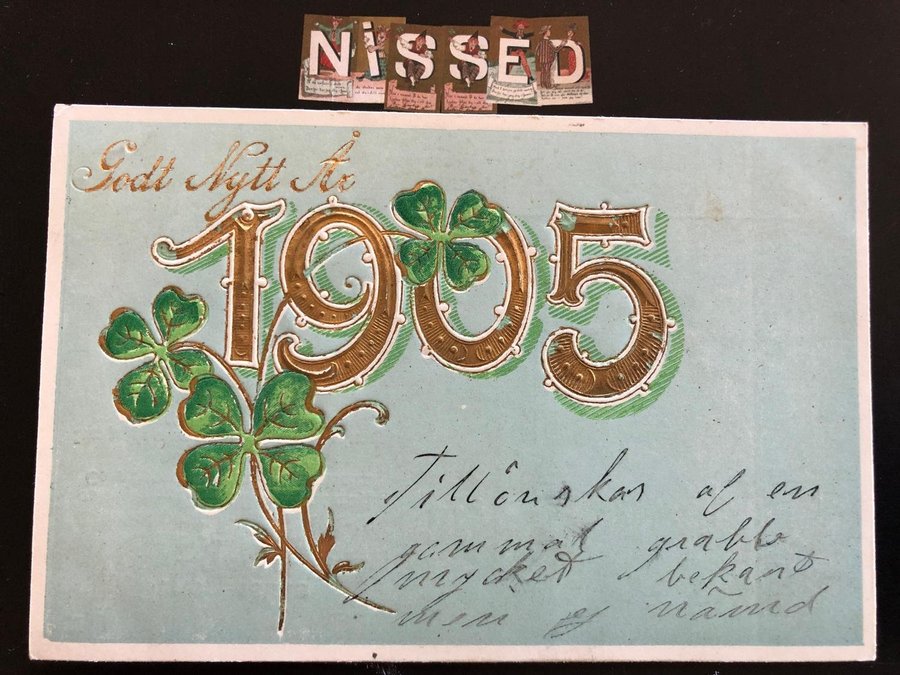 NiSSED
Godt Nytt År
1905
Tillönskas af en
gammal grabb
mycket bekant
men ej nämd